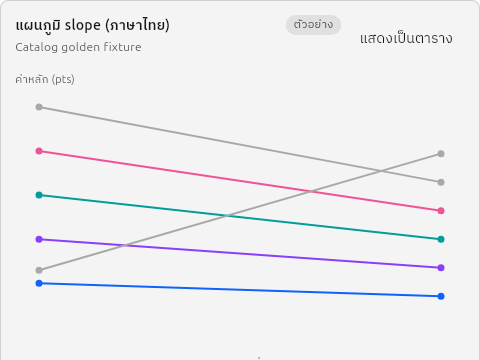 แผนภูมิ slope (ภาษาไทย)
ตัวอย่าง
Catalog golden fixture
แสดงเป็นตาราง
ค่าหลัก (pts)